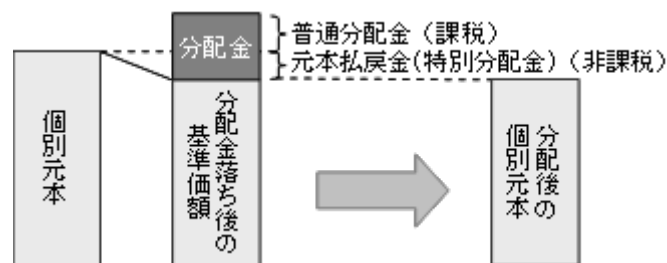 分配金
普通分配金（課税）
元本払戻金(特別分配金)（非課税）
個別元本
分配金落ち後の
基準価額
分配後の
個別元本